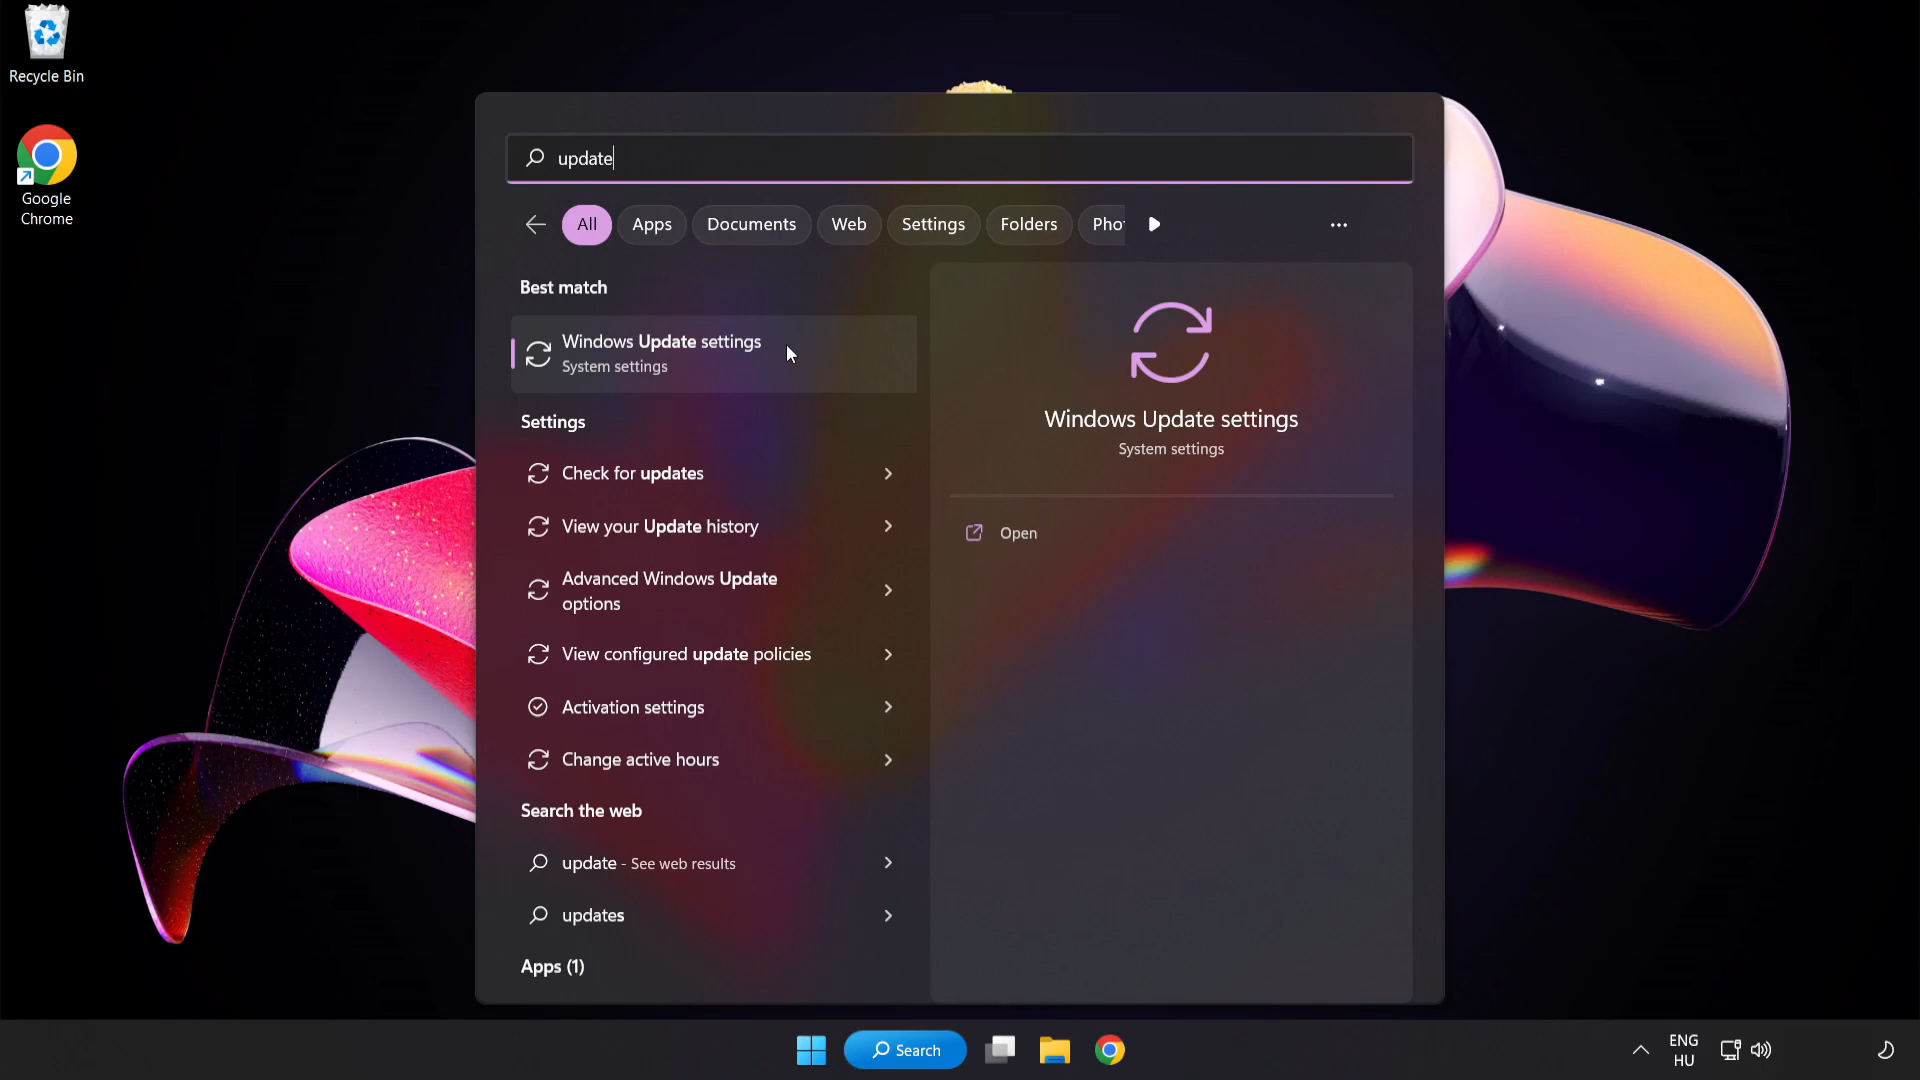 Recycle Bin
Google
Chrome
update
All
Apps
Documents
Web
Settings
Folders
Best match
Windows Update settings
System settings
Settings
Check for updates
View your Update history
Advanced Windows Update
options
View configured update policies
Activation settings
Change active hours
Search the web
update - See web results
updates
Apps (1)
Windows Update settings
System settings
Open
Search
ENG
HU